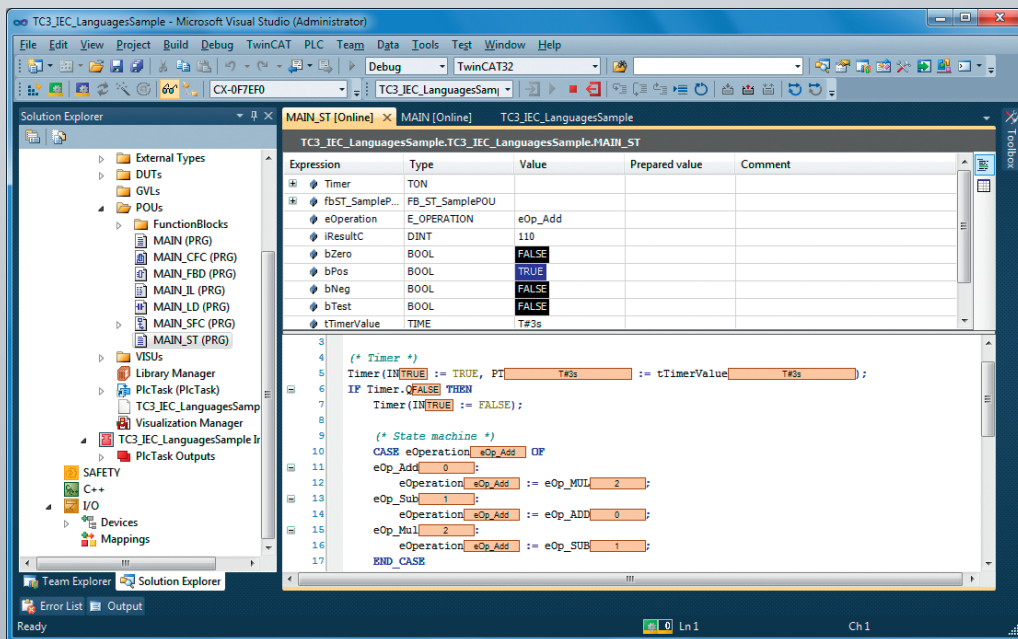 TC3_IEC_LanguagesSample - Microsoft Visual Studio (Administrator)
File Edit View Project Build Debug TwinCAT PLC Team Data Tools Test Window Help
Debug TwinCAT32
CX-0F7EF0 TC3_IEC_LanguagesSamp
Solution Explorer
External Types
DUTs
GVLs
POUs
FunctionBlocks
MAIN (PRG)
MAIN_CFC (PRG)
MAIN_FBD (PRG)
MAIN_IL (PRG)
MAIN_LD (PRG)
MAIN_SFC (PRG)
MAIN_ST (PRG)
VISUs
Library Manager
PlcTask (PlcTask)
TC3_IEC_LanguagesSamp
Visualization Manager
TC3_IEC_LanguagesSample Ir
PlcTask Outputs
SAFETY
C++
I/O
Devices
Mappings
Team Explorer Solution Explorer
MAIN_ST [Online] MAIN [Online] TC3_IEC_LanguagesSample
Toolbox
TC3_IEC_LanguagesSample.TC3_IEC_LanguagesSample.MAIN_ST
Expression Type Value Prepared value Comment
Timer TON
fbST_SampleP... FB_ST_SamplePOU
eOperation E_OPERATION eOp_Add
iResultC DINT 110
bZero BOOL FALSE
bPos BOOL TRUE
bNeg BOOL FALSE
bTest BOOL FALSE
tTimerValue TIME T#3s
3
4 (* Timer *)
5 Timer(IN TRUE := TRUE, PT T#3s := tTimerValue T#3s );
6 IF Timer.Q FALSE THEN
7 Timer(IN TRUE := FALSE);
8
9 (* State machine *)
10 CASE eOperation eOp_Add OF
11 eOp_Add 0 :
12 eOperation eOp_Add := eOp_MUL 2 ;
13 eOp_Sub 1 :
14 eOperation eOp_Add := eOp_ADD 0 ;
15 eOp_Mul 2 :
16 eOperation eOp_Add := eOp_SUB 1 ;
17 END_CASE
Error List Output
Ready 0 Ln 1 Ch 1